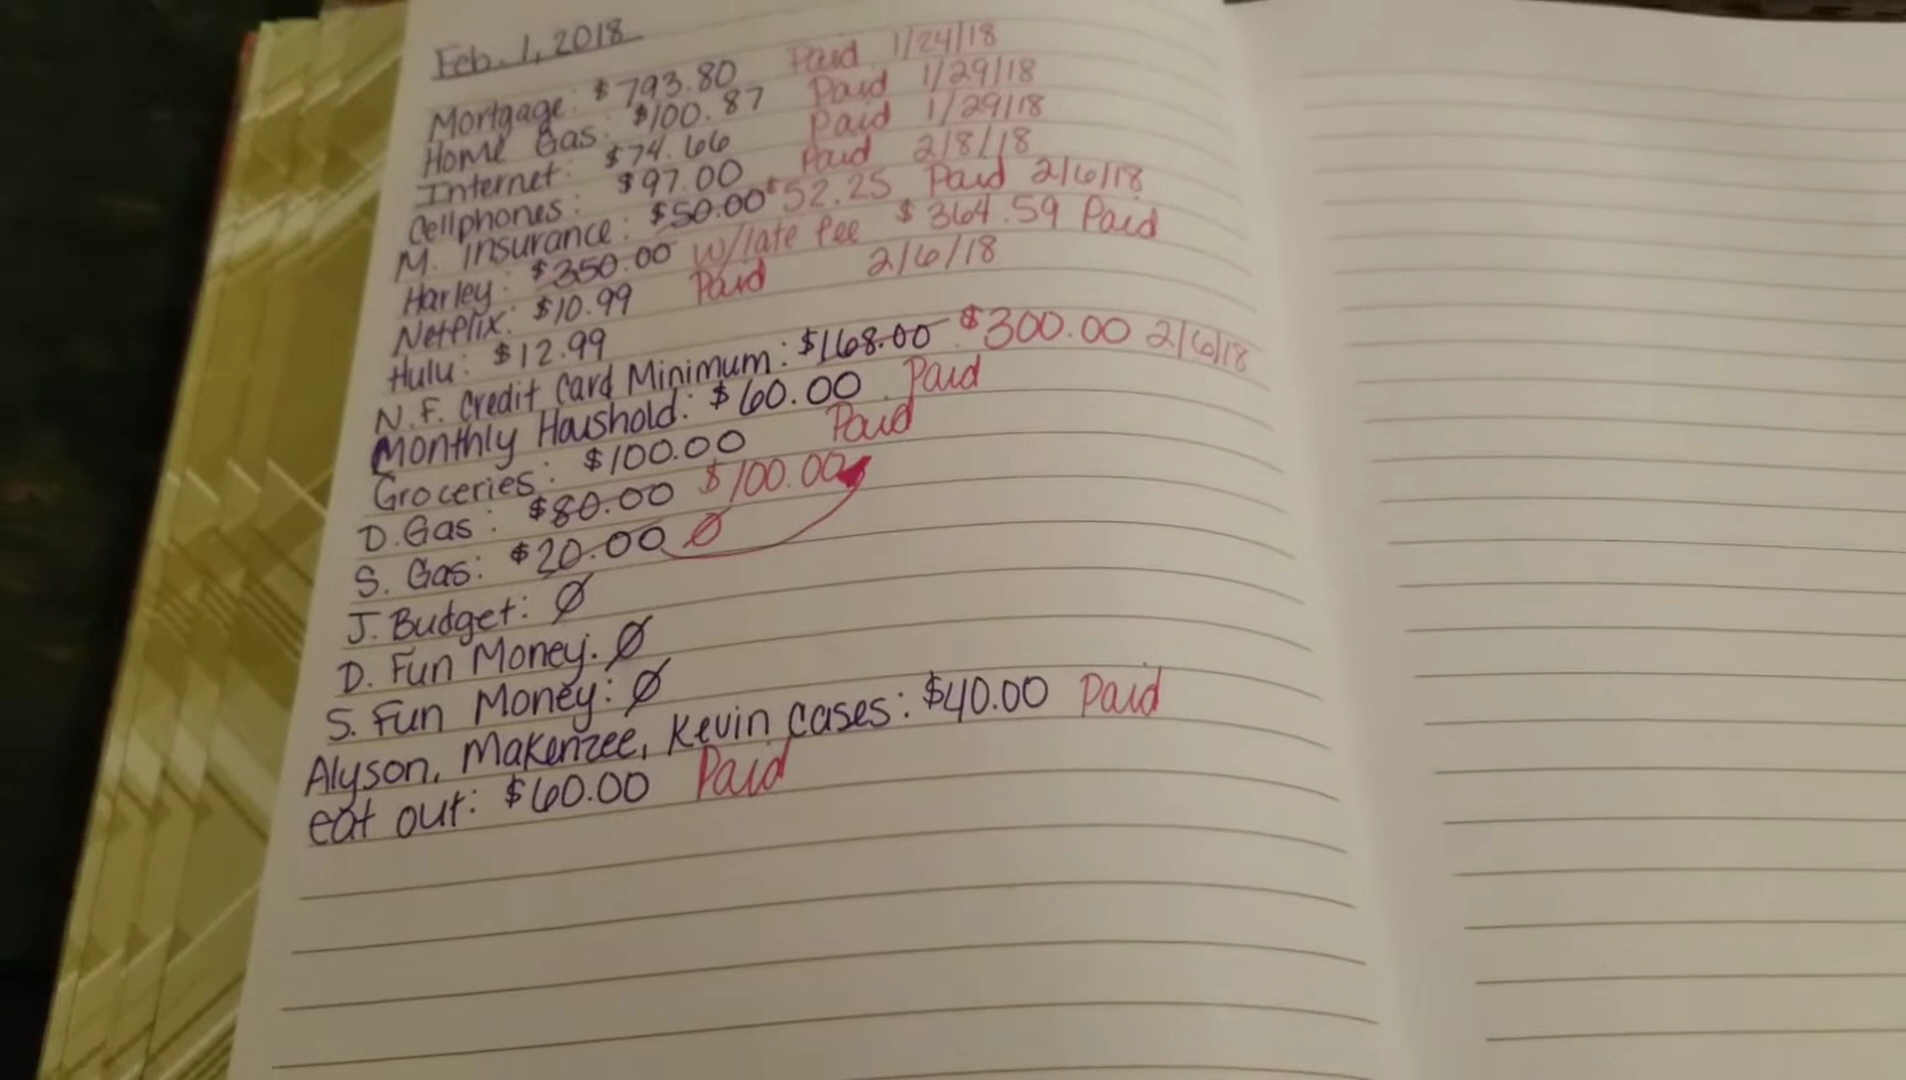 Feb. 1, 2018
Mortgage: $793.80 Paid 1/24/18
Home Gas: $100.87 Paid 1/29/18
Internet: $74.66 Paid 1/29/18
Cellphones: $97.00 Paid 2/8/18
M. Insurance: $50.00 $52.25 Paid 2/6/18
Harley: $350.00 w/late fee $364.59 Paid
Netflix: $10.99 Paid 2/6/18
Hulu: $12.99
N.F. Credit Card Minimum: $168.00 $300.00 2/6/18
Monthly Haushold: $60.00 Paid
Groceries: $100.00 Paid
D. Gas: $80.00 $100.00
S. Gas: $20.00 Ø
J. Budget: Ø
D. Fun Money: Ø
S. Fun Money: Ø
Alyson, Makenzee, Kevin cases: $40.00 Paid
eat out: $60.00 Paid